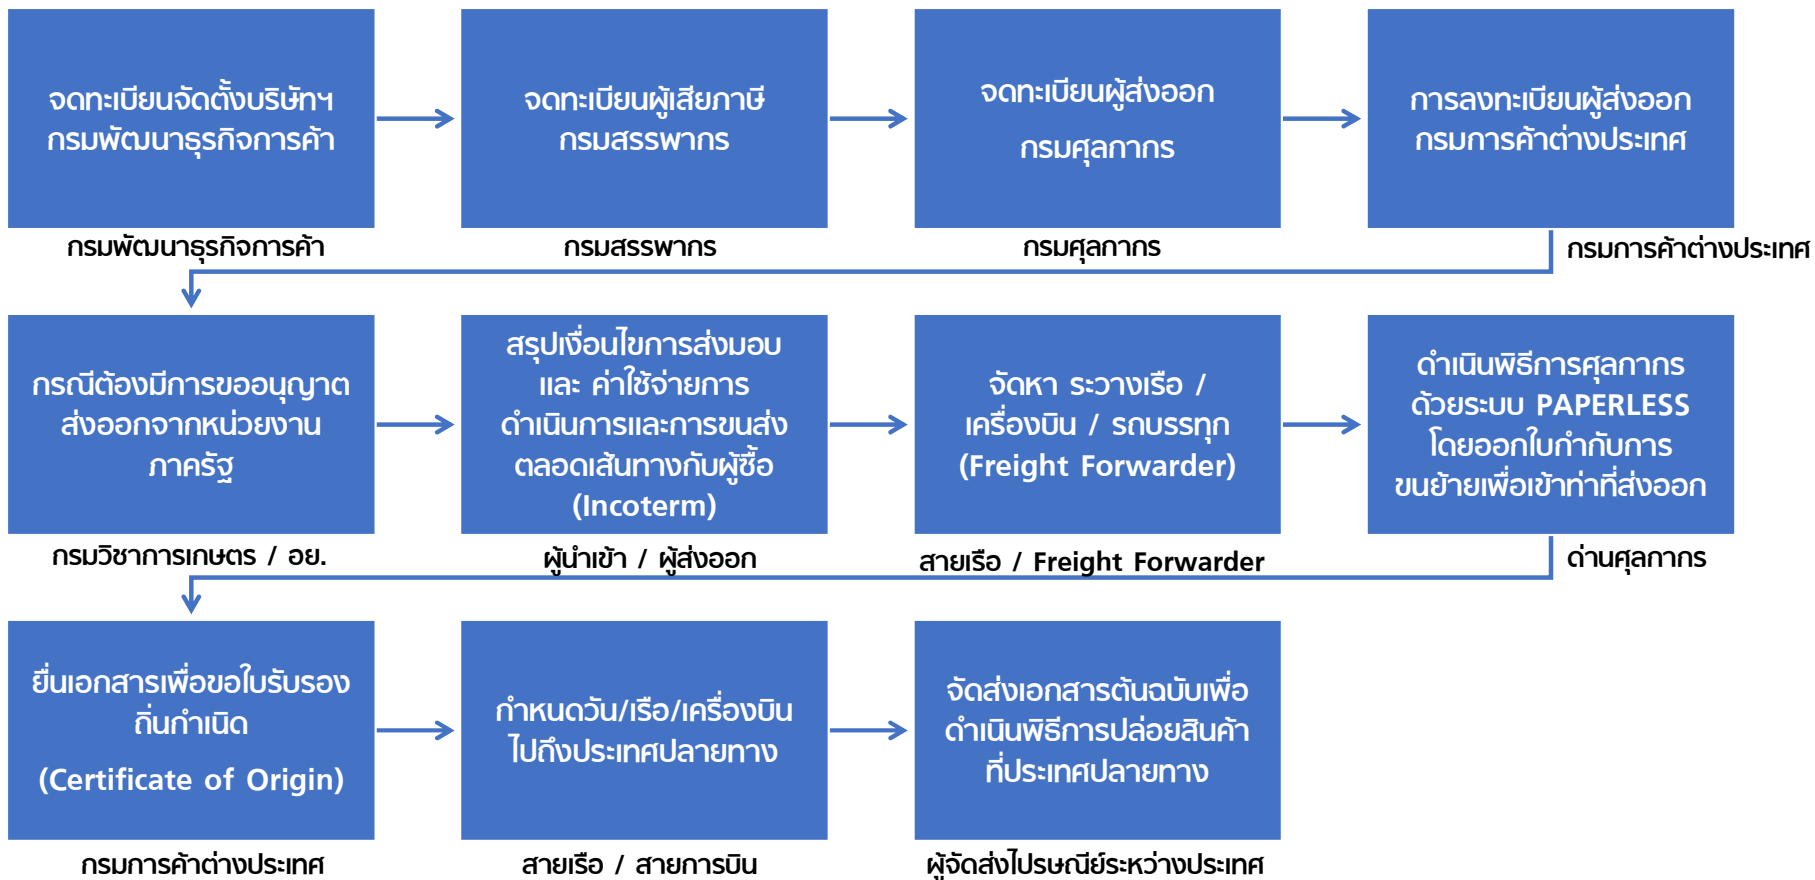 จดทะเบียนจัดตั้งบริษัทฯ
กรมพัฒนาธุรกิจการค้า
กรมพัฒนาธุรกิจการค้า
จดทะเบียนผู้เสียภาษี
กรมสรรพากร
กรมสรรพากร
จดทะเบียนผู้ส่งออก
กรมศุลกากร
กรมศุลกากร
การลงทะเบียนผู้ส่งออก
กรมการค้าต่างประเทศ
กรมการค้าต่างประเทศ
กรณีต้องมีการขออนุญาต
ส่งออกจากหน่วยงาน
ภาครัฐ
กรมวิชาการเกษตร / อย.
สรุปเงื่อนไขการส่งมอบ
และ ค่าใช้จ่ายการ
ดำเนินการและการขนส่ง
ตลอดเส้นทางกับผู้ซื้อ
(Incoterm)
ผู้นำเข้า / ผู้ส่งออก
จัดหา ระวางเรือ /
เครื่องบิน / รถบรรทุก
(Freight Forwarder)
สายเรือ / Freight Forwarder
ดำเนินพิธีการศุลกากร
ด้วยระบบ PAPERLESS
โดยออกใบกำกับการ
ขนย้ายเพื่อเข้าท่าที่ส่งออก
ด่านศุลกากร
ยื่นเอกสารเพื่อขอใบรับรอง
ถิ่นกำเนิด
(Certificate of Origin)
กรมการค้าต่างประเทศ
กำหนดวัน/เรือ/เครื่องบิน
ไปถึงประเทศปลายทาง
สายเรือ / สายการบิน
จัดส่งเอกสารต้นฉบับเพื่อ
ดำเนินพิธีการปล่อยสินค้า
ที่ประเทศปลายทาง
ผู้จัดส่งไปรษณีย์ระหว่างประเทศ